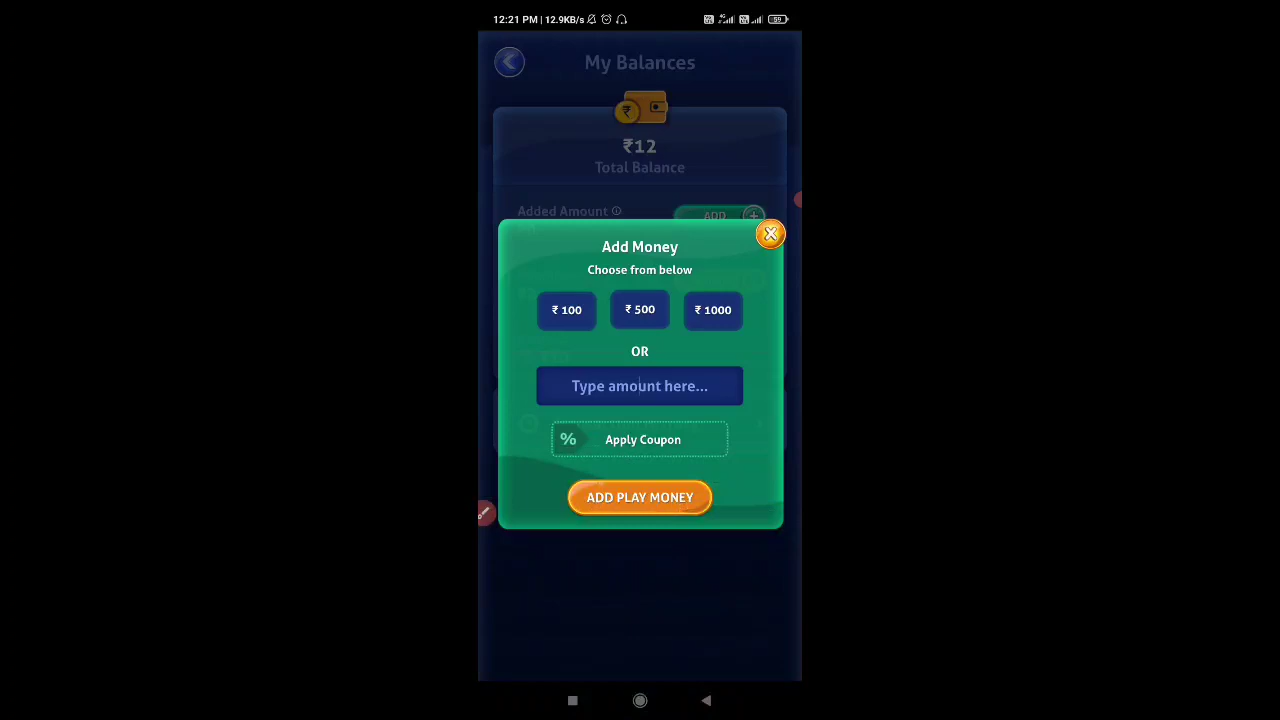 12:21 PM | 12.9KB/s
59
My Balances
₹12
Total Balance
Added Amount
ADD
Add Money
Choose from below
₹ 100
₹ 500
₹ 1000
OR
Type amount here...
% Apply Coupon
ADD PLAY MONEY